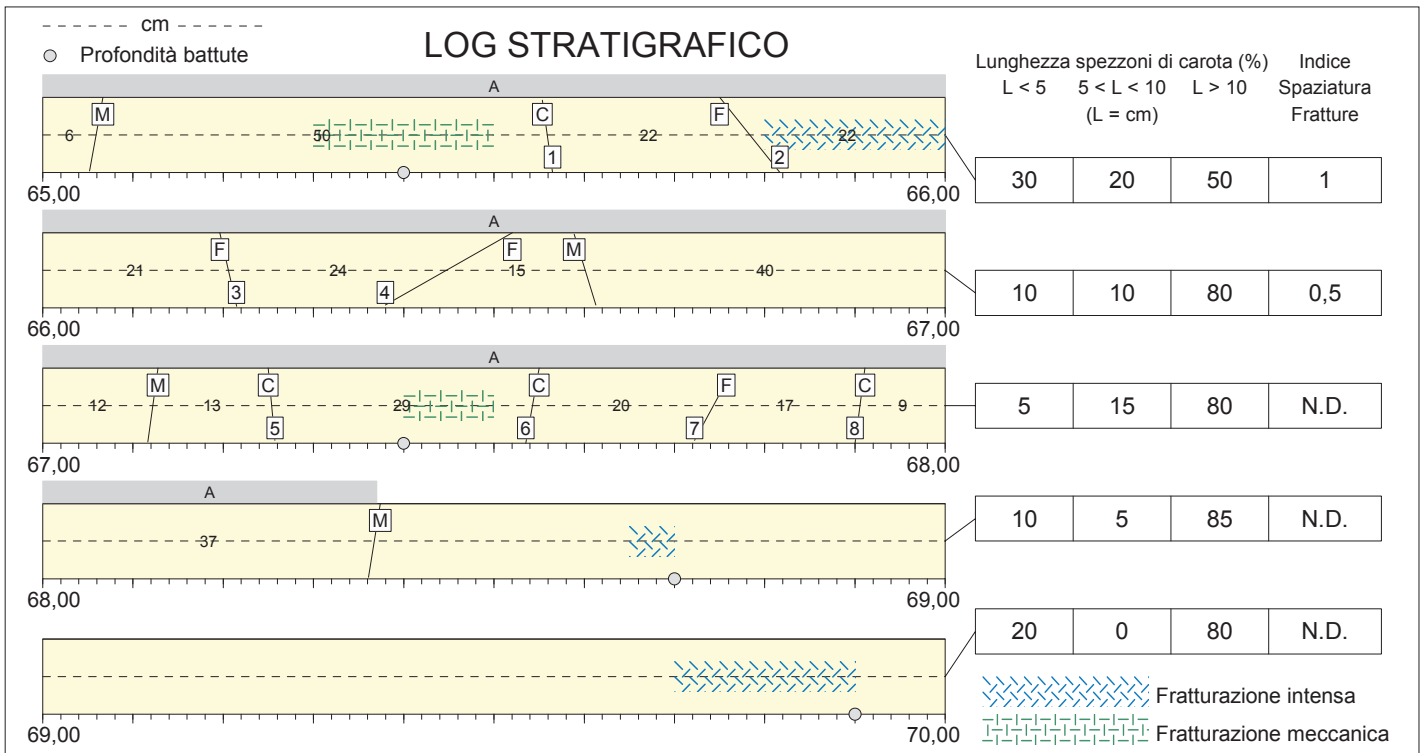 cm
Profondità battute
LOG STRATIGRAFICO
Lunghezza spezzoni di carota (%) Indice
L < 5 5 < L < 10 L > 10 Spaziatura
(L = cm) Fratture
A
M C F
6 50 22 22
1 2
65,00 66,00
30 20 50 1
A
F F M
21 24 15 40
3 4
66,00 67,00
10 10 80 0,5
A
M C C F C
12 13 29 20 17 9
5 6 7 8
67,00 68,00
5 15 80 N.D.
A
M
37
68,00 69,00
10 5 85 N.D.
20 0 80 N.D.
69,00 70,00
Fratturazione intensa
Fratturazione meccanica